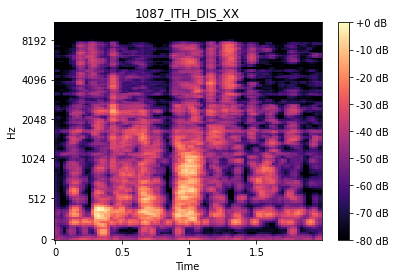 1087_ITH_DIS_XX
+0 dB
8192
-10 dB
4096
-20 dB
-30 dB
2048
Hz
-40 dB
1024
-50 dB
512
-60 dB
-70 dB
0
-80 dB
0 0.5 1 1.5
Time